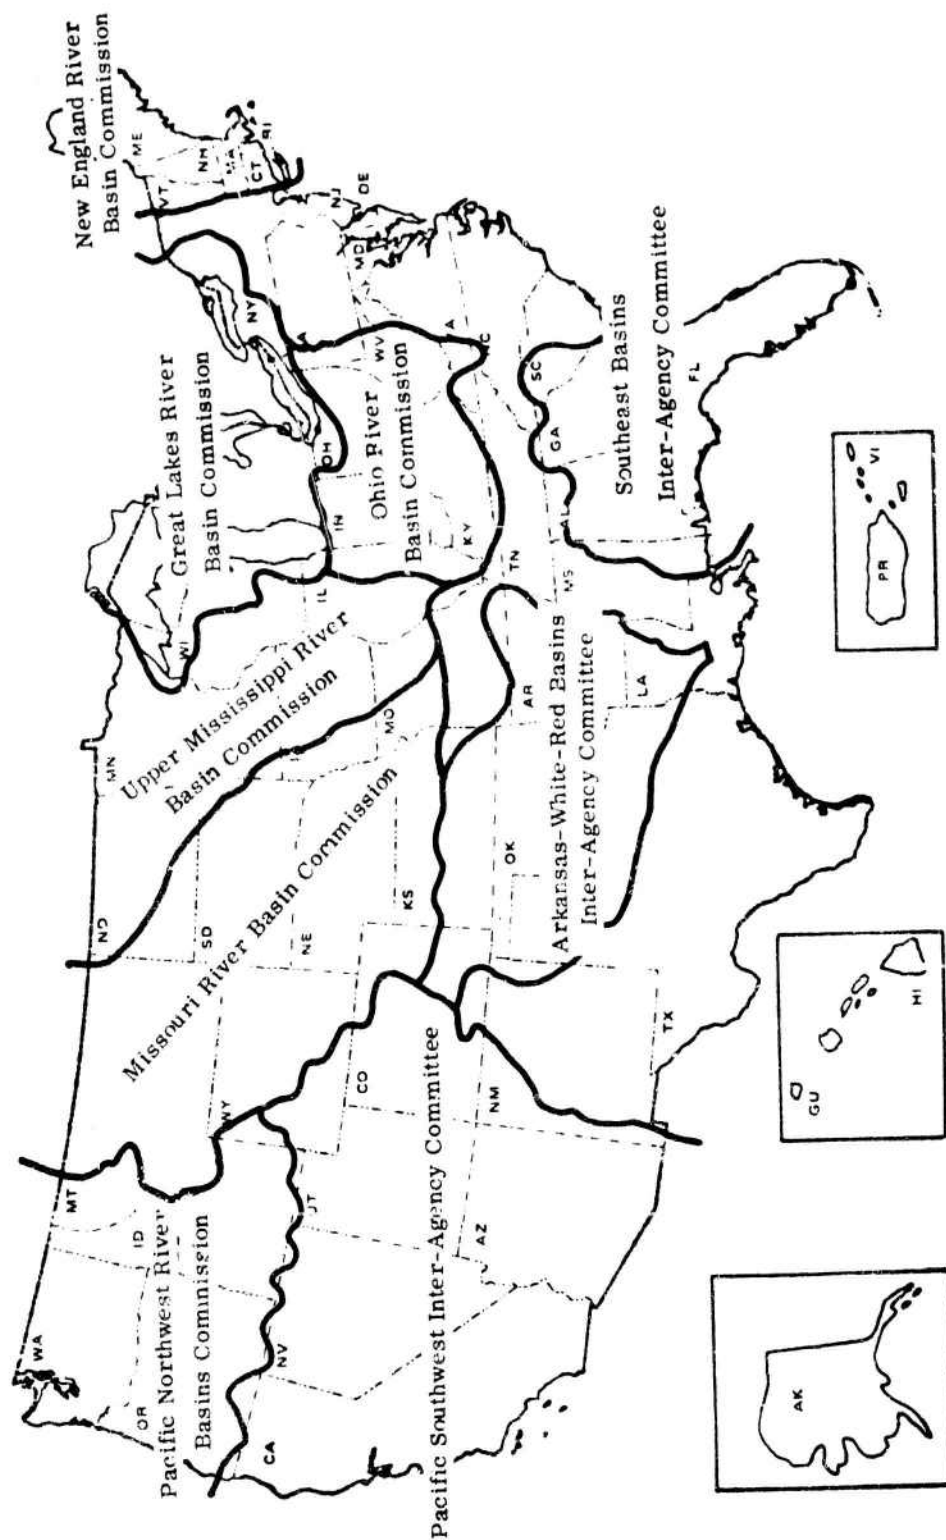 New England River
Basin Commission
Great Lakes River
Basin Commission
Ohio River
Basin Commission
Upper Mississippi River
Basin Commission
Missouri River Basin Commission
Pacific Northwest River
Basins Commission
Pacific Southwest Inter-Agency Committee
Arkansas-White-Red Basins
Inter-Agency Committee
Southeast Basins
Inter-Agency Committee
WA
OR
CA
NV
ID
MT
WY
UT
AZ
CO
NM
ND
SD
NE
KS
OK
TX
MN
MO
AR
LA
WI
IL
IN
OH
KY
TN
MS
AL
GA
FL
SC
WV
MD
DE
NJ
NY
VT
NH
ME
MA
CT
RI
AK
GU
HI
PR
VI